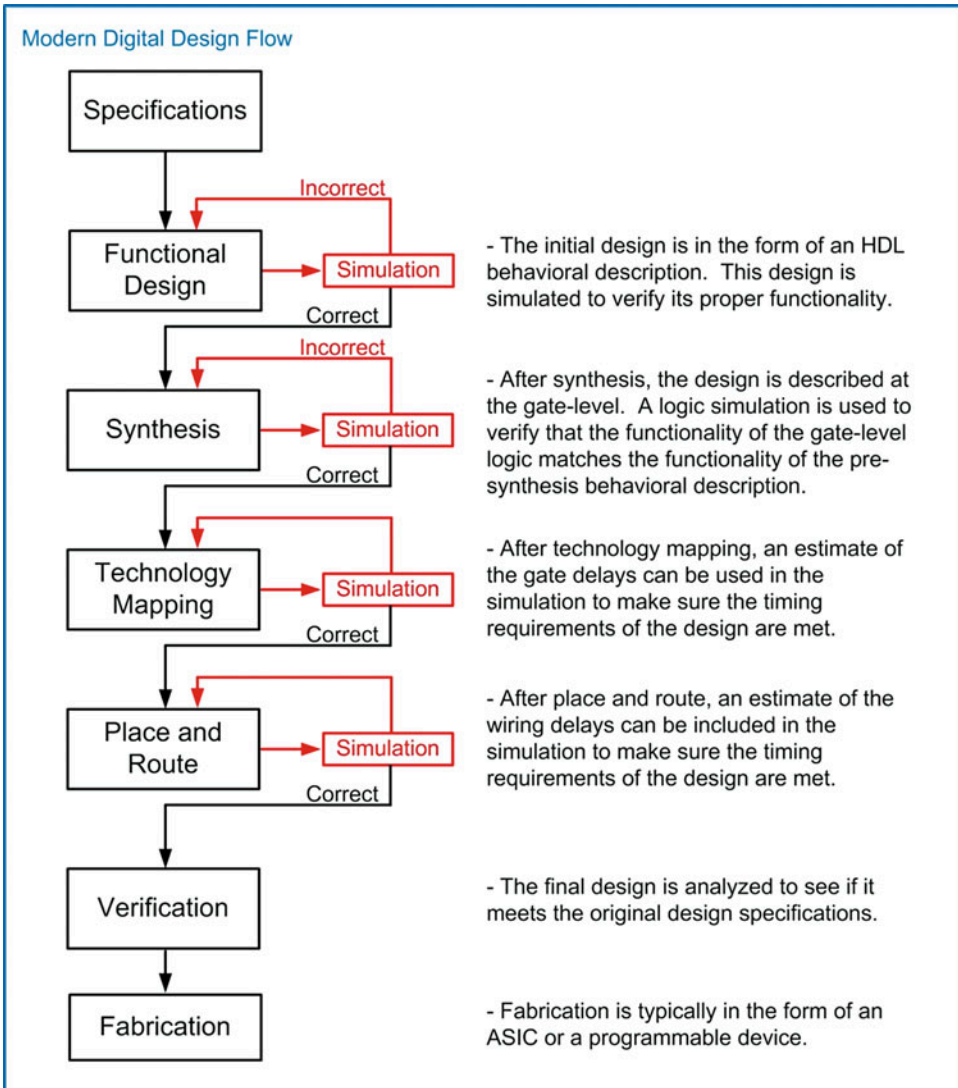 Modern Digital Design Flow
Specifications
Incorrect
Functional
Design
Simulation
- The initial design is in the form of an HDL
behavioral description.  This design is
simulated to verify its proper functionality.
Correct
Incorrect
Synthesis
Simulation
- After synthesis, the design is described at
the gate-level.  A logic simulation is used to
verify that the functionality of the gate-level
logic matches the functionality of the pre-
synthesis behavioral description.
Correct
Technology
Mapping
Simulation
- After technology mapping, an estimate of
the gate delays can be used in the
simulation to make sure the timing
requirements of the design are met.
Correct
Place and
Route
Simulation
- After place and route, an estimate of the
wiring delays can be included in the
simulation to make sure the timing
requirements of the design are met.
Correct
Verification
- The final design is analyzed to see if it
meets the original design specifications.
Fabrication
- Fabrication is typically in the form of an
ASIC or a programmable device.